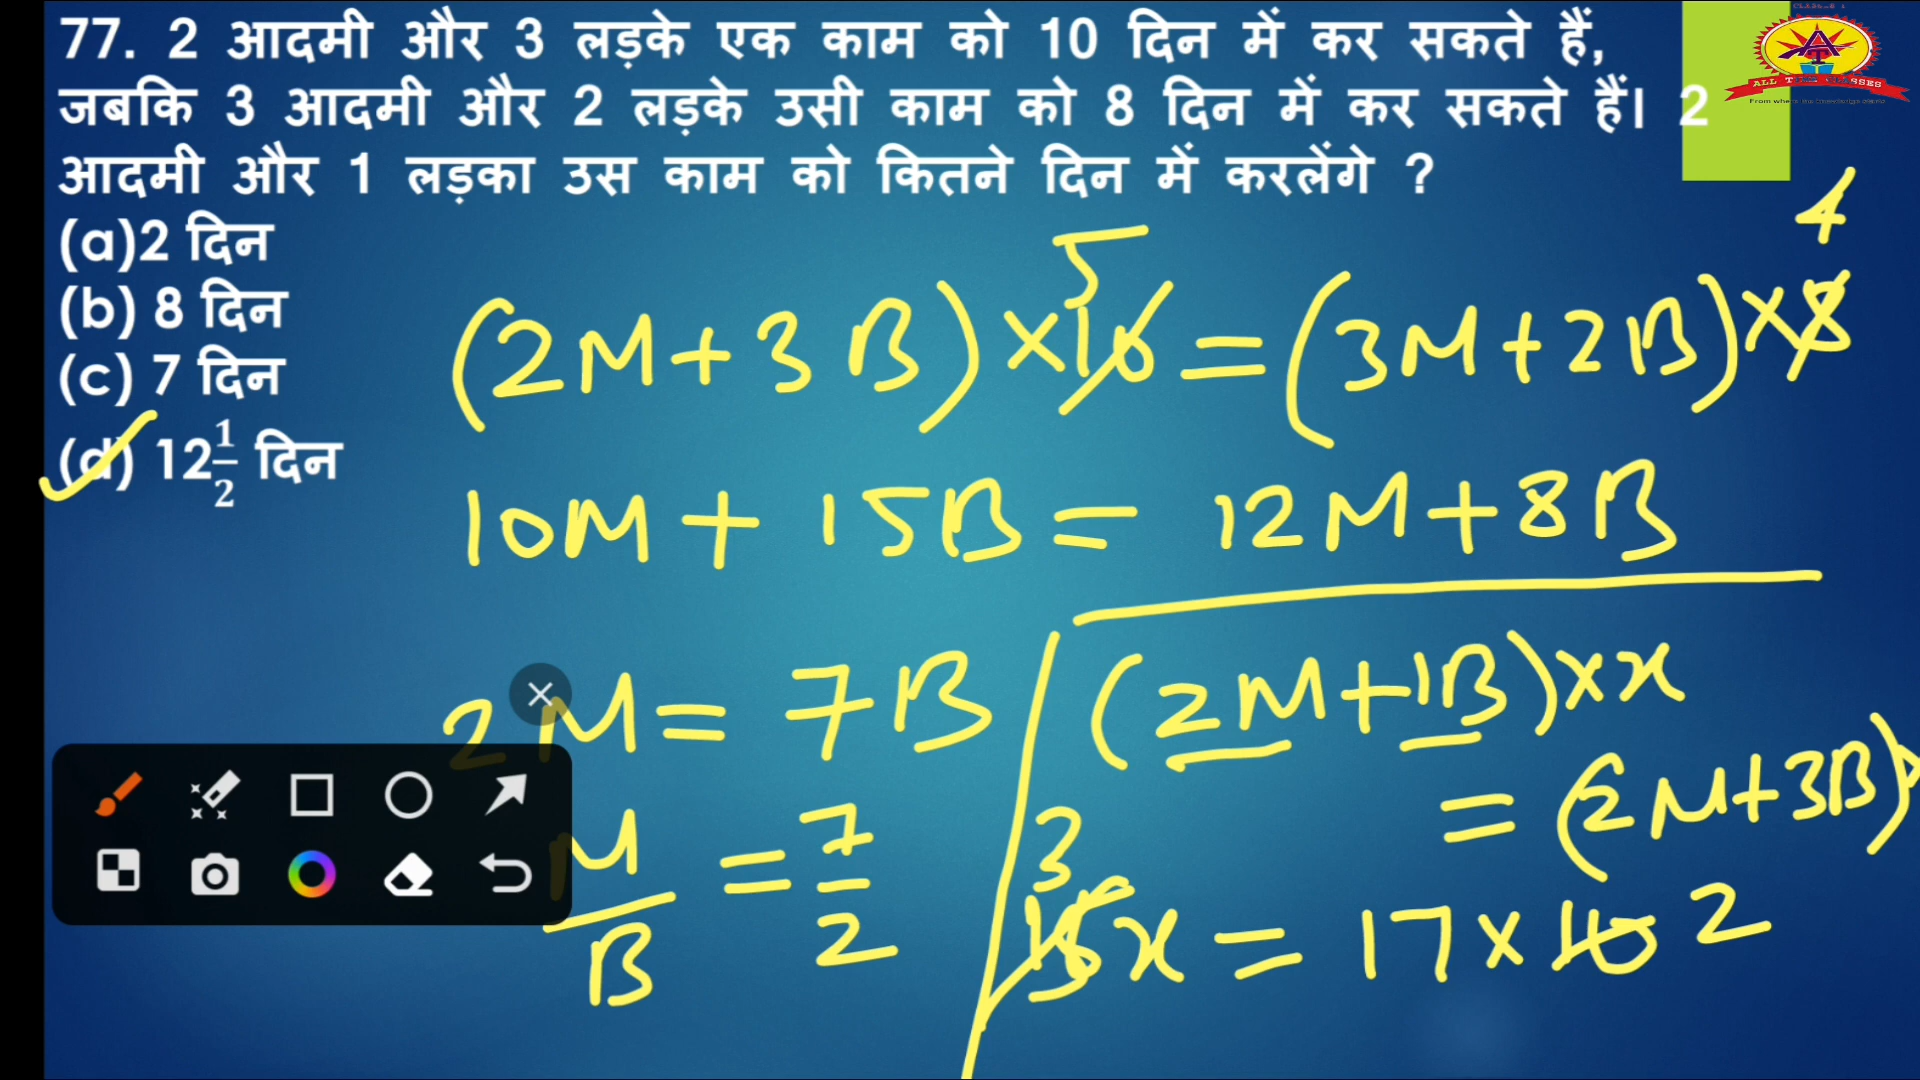 77. 2 आदमी और 3 लड़के एक काम को 10 दिन में कर सकते हैं,
जबकि 3 आदमी और 2 लड़के उसी काम को 8 दिन में कर सकते हैं। 2
आदमी और 1 लड़का उस काम को कितने दिन में करलेंगे ?
(a)2 दिन
(b) 8 दिन
(c) 7 दिन
(d) 12 1/2 दिन
ALL T CLASSES
5
4
(2M+3B)×10=(3M+2B)×8
10M+15B=12M+8B
2M=7B
M/B=7/2
(2M+1B)×x
=(2M+3B)
3
15x=17×10 2